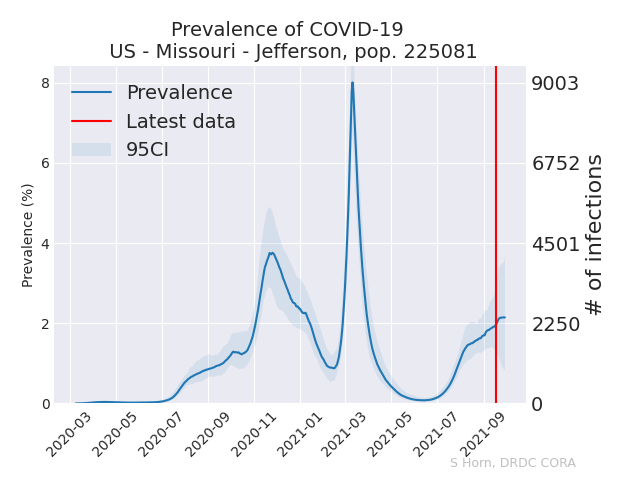 Prevalence of COVID-19
US - Missouri - Jefferson, pop. 225081
Prevalence
Latest data
95CI
Prevalence (%)
8
6
4
2
0
9003
6752
4501
2250
0
# of infections
2020-03
2020-05
2020-07
2020-09
2020-11
2021-01
2021-03
2021-05
2021-07
2021-09
S Horn, DRDC CORA